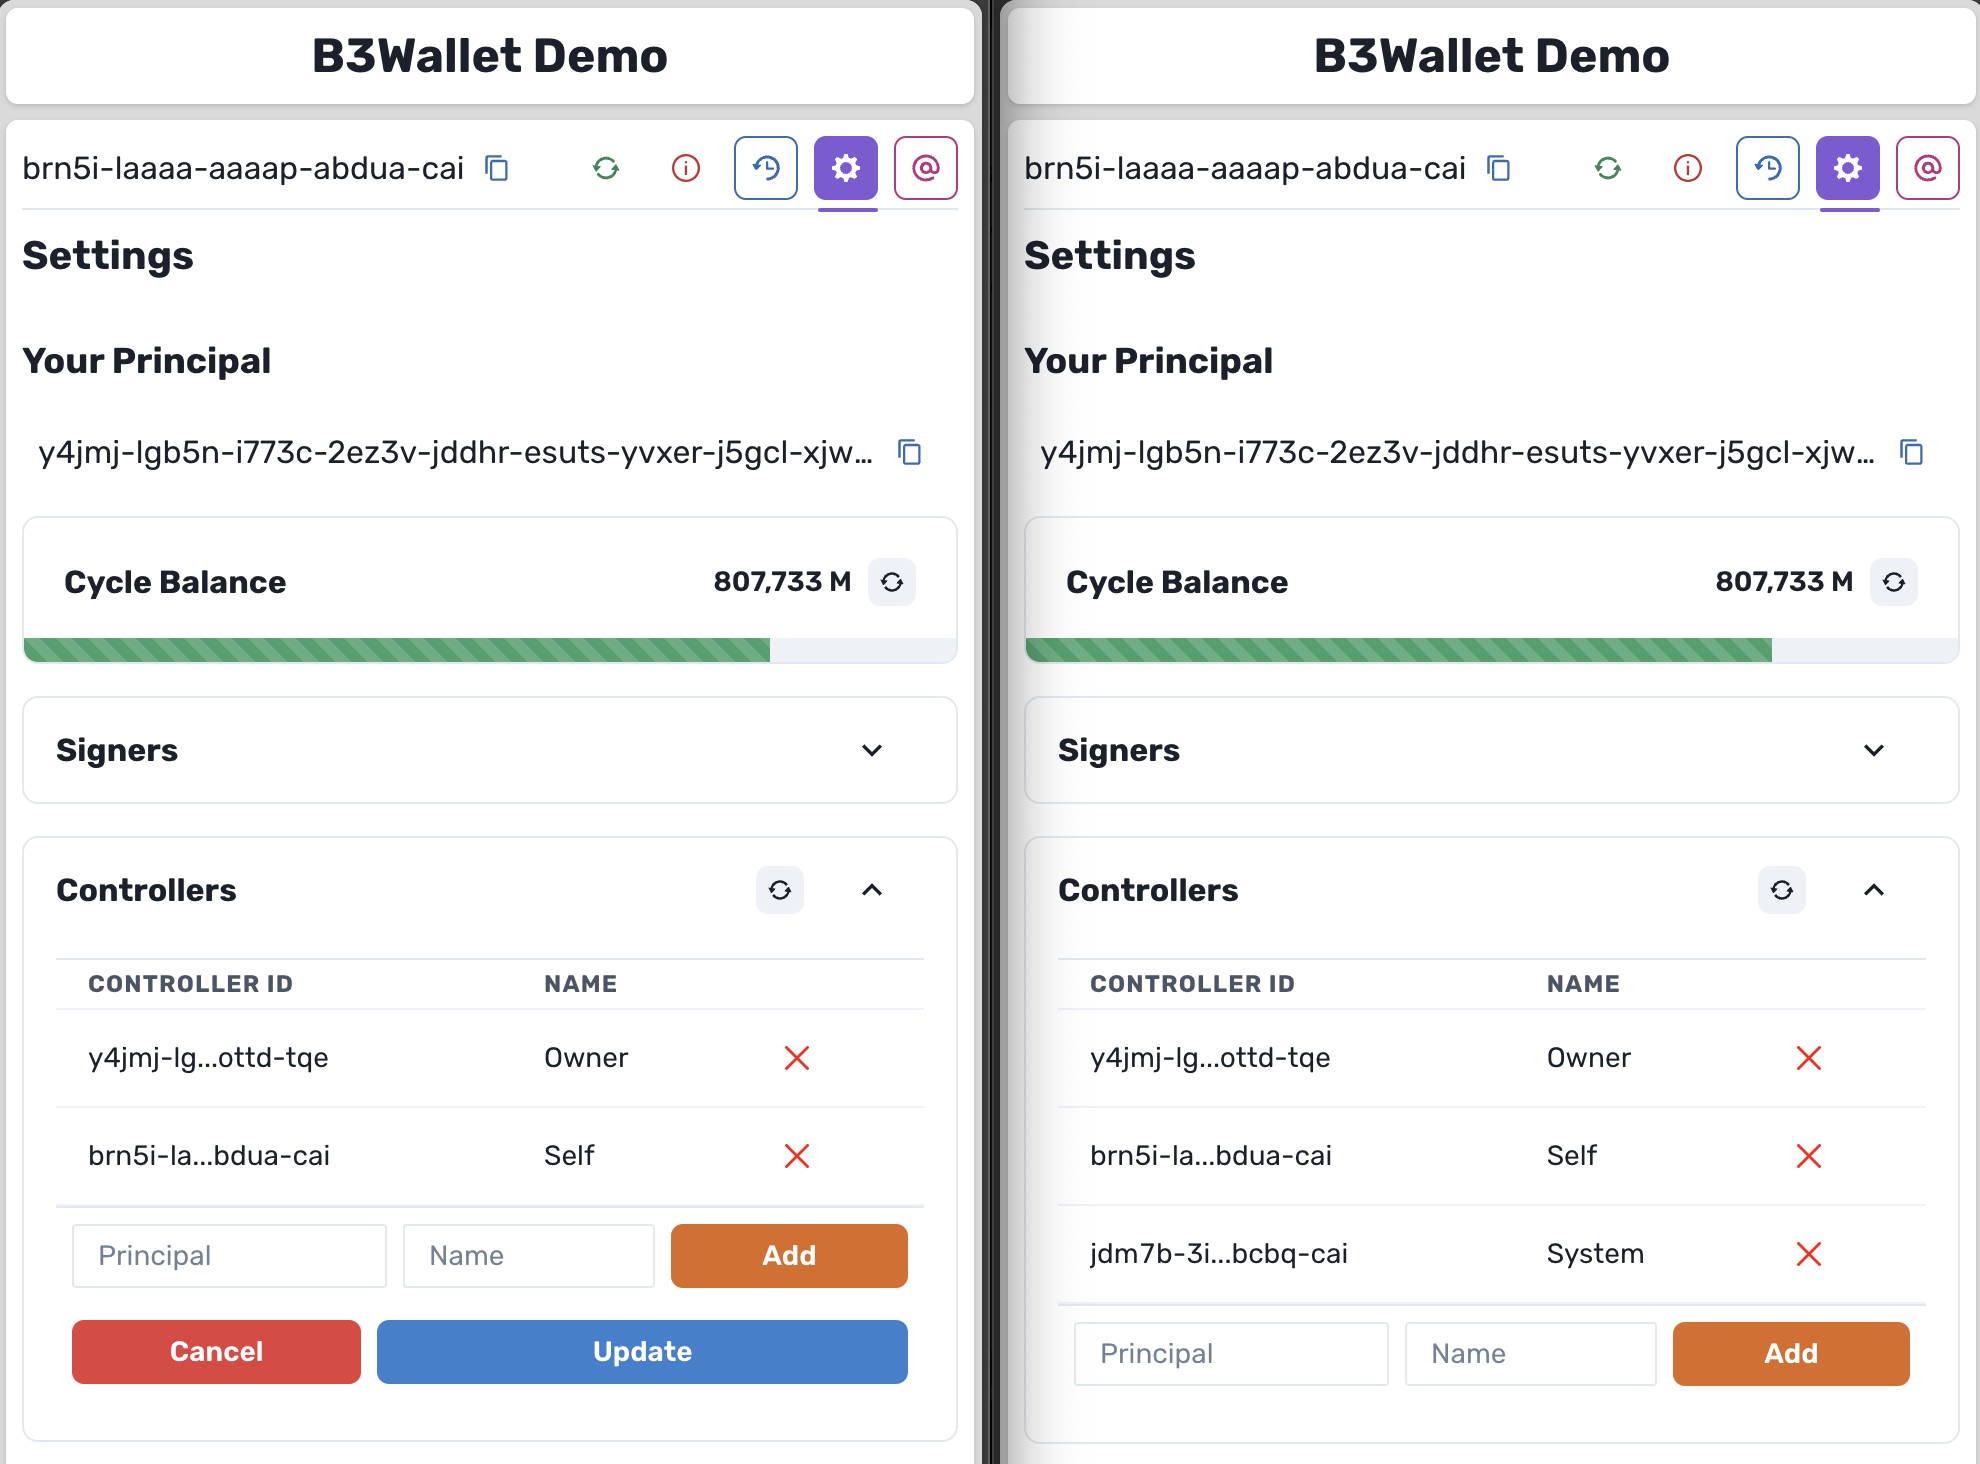 B3Wallet Demo
brn5i-laaaa-aaaap-abdua-cai
Settings
Your Principal
y4jmj-lgb5n-i773c-2ez3v-jddhr-esuts-yvxer-j5gcl-xjw...
Cycle Balance 807,733 M
Signers
Controllers
CONTROLLER ID NAME
y4jmj-lg...ottd-tqe Owner
brn5i-la...bdua-cai Self
Principal Name Add
Cancel Update
B3Wallet Demo
brn5i-laaaa-aaaap-abdua-cai
Settings
Your Principal
y4jmj-lgb5n-i773c-2ez3v-jddhr-esuts-yvxer-j5gcl-xjw...
Cycle Balance 807,733 M
Signers
Controllers
CONTROLLER ID NAME
y4jmj-lg...ottd-tqe Owner
brn5i-la...bdua-cai Self
jdm7b-3i...bcbq-cai System
Principal Name Add